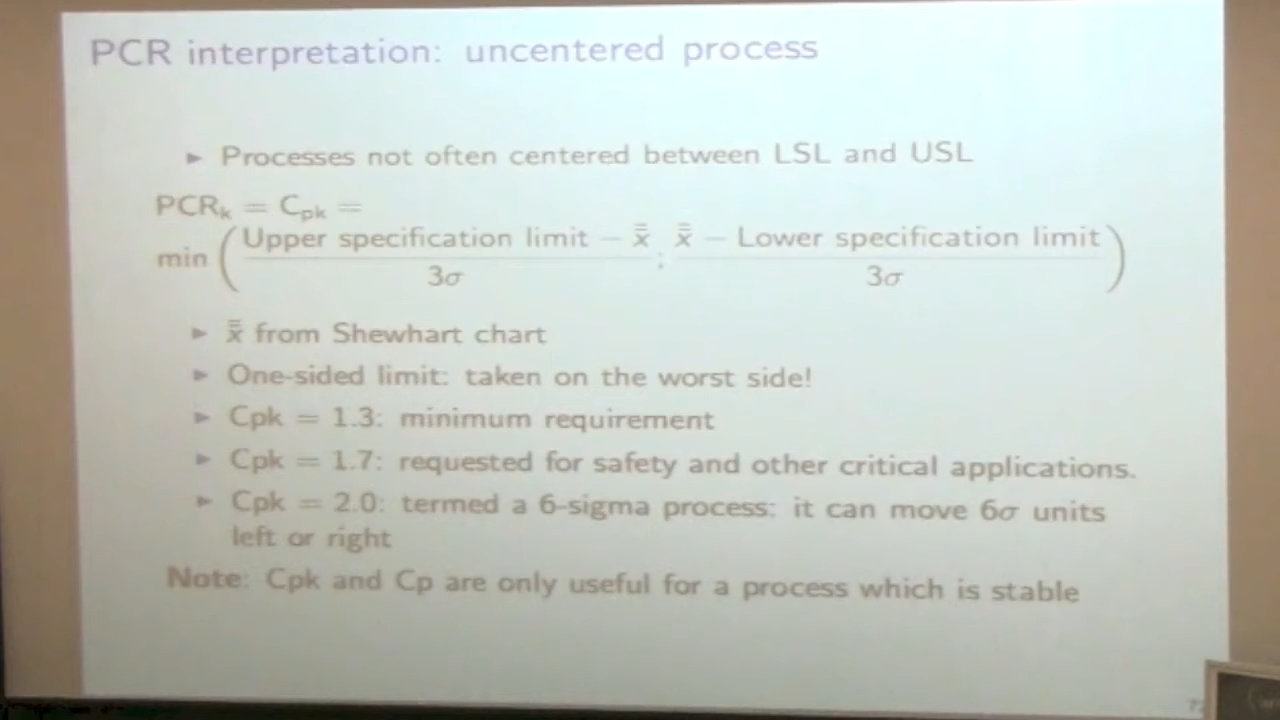 PCR interpretation: uncentered process
► Processes not often centered between LSL and USL
PCRₖ = Cₚₖ =
min ( Upper specification limit − x̿ / 3σ ; x̿ − Lower specification limit / 3σ )
► x̿ from Shewhart chart
► One-sided limit: taken on the worst side!
► Cpk = 1.3: minimum requirement
► Cpk = 1.7: requested for safety and other critical applications.
► Cpk = 2.0: termed a 6-sigma process: it can move 6σ units
left or right
Note: Cpk and Cp are only useful for a process which is stable